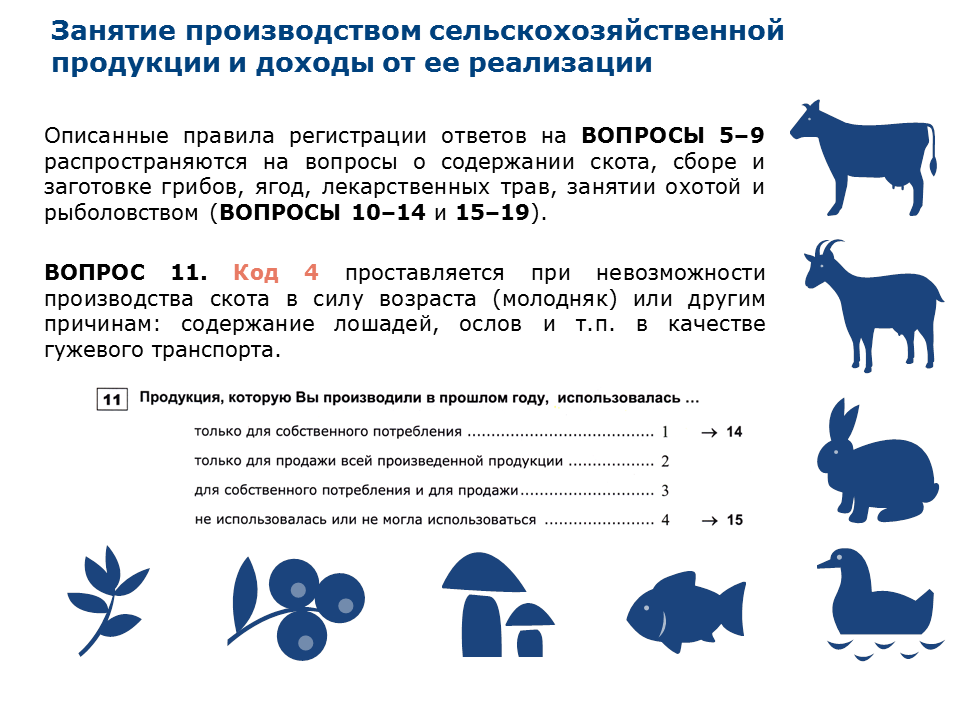 Занятие производством сельскохозяйственной
продукции и доходы от ее реализации
Описанные правила регистрации ответов на ВОПРОСЫ 5–9
распространяются на вопросы о содержании скота, сборе и
заготовке грибов, ягод, лекарственных трав, занятии охотой и
рыболовством (ВОПРОСЫ 10–14 и 15–19).
ВОПРОС 11. Код 4 проставляется при невозможности
производства скота в силу возраста (молодняк) или другим
причинам: содержание лошадей, ослов и т.п. в качестве
гужевого транспорта.
11 Продукция, которую Вы производили в прошлом году, использовалась ...
только для собственного потребления ....................................... 1 → 14
только для продажи всей произведенной продукции .................. 2
для собственного потребления и для продажи............................ 3
не использовалась или не могла использоваться ....................... 4 → 15